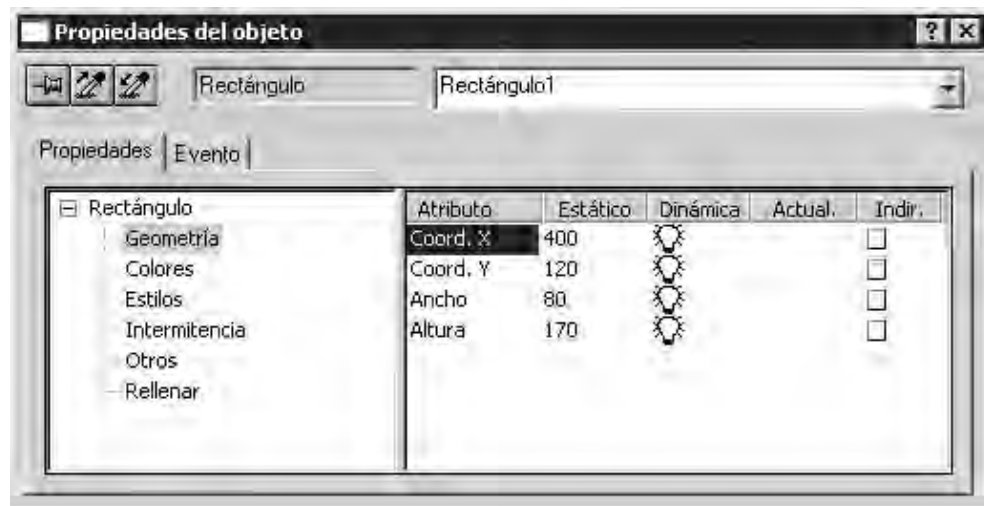 Propiedades del objeto
Rectángulo Rectángulo1
Propiedades Evento
Rectángulo
Geometría
Colores
Estilos
Intermitencia
Otros
Rellenar
Atributo Estático Dinámica Actual. Indir.
Coord. X 400
Coord. Y 120
Ancho 80
Altura 170